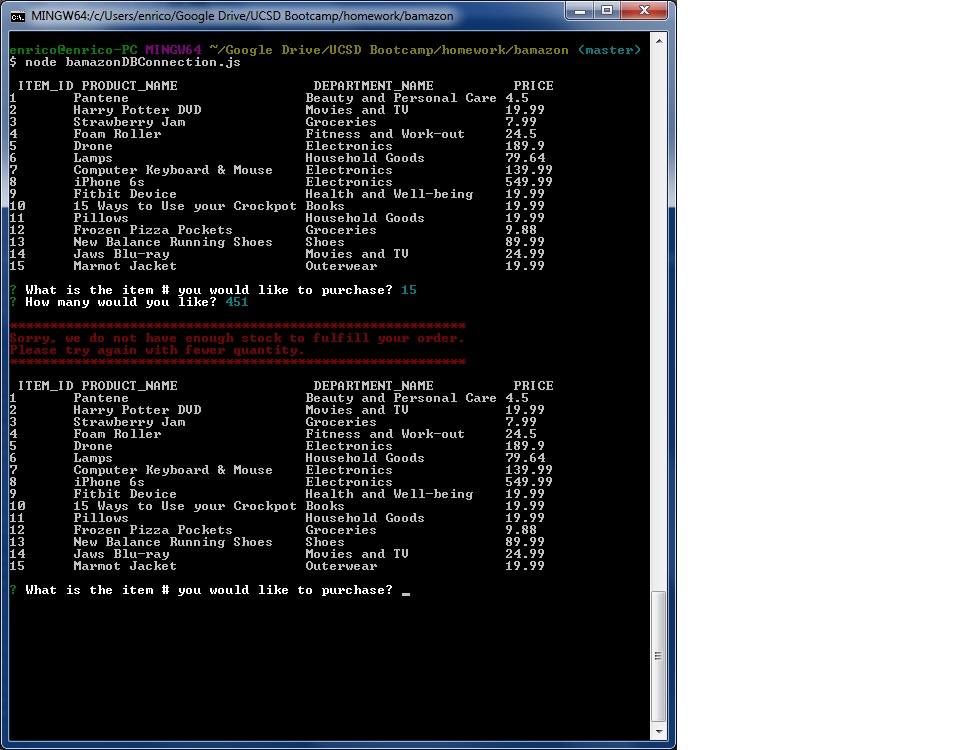 MINGW64:/c/Users/enrico/Google Drive/UCSD Bootcamp/homework/bamazon
enrico@enrico-PC MINGW64 ~/Google Drive/UCSD Bootcamp/homework/bamazon (master)
$ node bamazonDBConnection.js
ITEM_ID PRODUCT_NAME DEPARTMENT_NAME PRICE
1 Pantene Beauty and Personal Care 4.5
2 Harry Potter DVD Movies and TV 19.99
3 Strawberry Jam Groceries 7.99
4 Foam Roller Fitness and Work-out 24.5
5 Drone Electronics 189.9
6 Lamps Household Goods 79.64
7 Computer Keyboard & Mouse Electronics 139.99
8 iPhone 6s Electronics 549.99
9 Fitbit Device Health and Well-being 19.99
10 15 Ways to Use your Crockpot Books 19.99
11 Pillows Household Goods 19.99
12 Frozen Pizza Pockets Groceries 9.88
13 New Balance Running Shoes Shoes 89.99
14 Jaws Blu-ray Movies and TV 24.99
15 Marmot Jacket Outerwear 19.99
? What is the item # you would like to purchase? 15
? How many would you like? 451
*********************************************************
Sorry, we do not have enough stock to fulfill your order.
Please try again with fewer quantity.
*********************************************************
ITEM_ID PRODUCT_NAME DEPARTMENT_NAME PRICE
1 Pantene Beauty and Personal Care 4.5
2 Harry Potter DVD Movies and TV 19.99
3 Strawberry Jam Groceries 7.99
4 Foam Roller Fitness and Work-out 24.5
5 Drone Electronics 189.9
6 Lamps Household Goods 79.64
7 Computer Keyboard & Mouse Electronics 139.99
8 iPhone 6s Electronics 549.99
9 Fitbit Device Health and Well-being 19.99
10 15 Ways to Use your Crockpot Books 19.99
11 Pillows Household Goods 19.99
12 Frozen Pizza Pockets Groceries 9.88
13 New Balance Running Shoes Shoes 89.99
14 Jaws Blu-ray Movies and TV 24.99
15 Marmot Jacket Outerwear 19.99
? What is the item # you would like to purchase? _